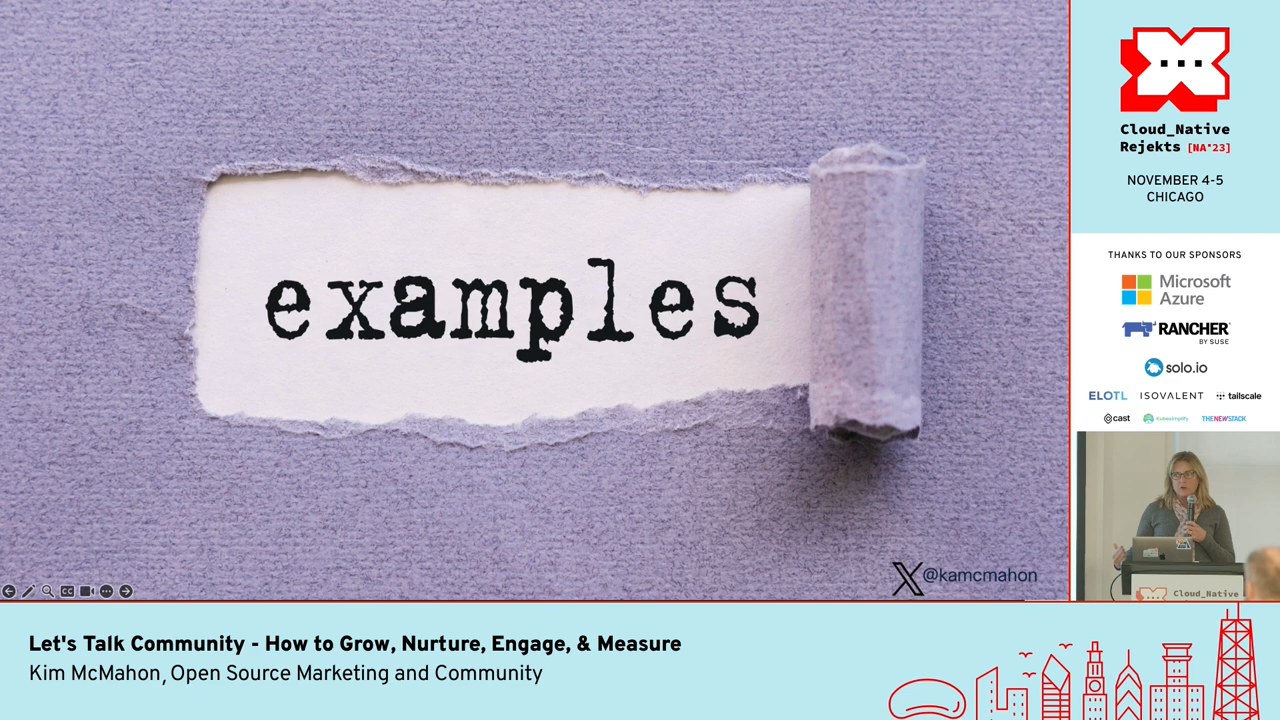 examples
@kamcmahon
Cloud_Native
Rejekts [NA'23]
NOVEMBER 4-5
CHICAGO
THANKS TO OUR SPONSORS
Microsoft
Azure
RANCHER
BY SUSE
solo.io
ELOTL ISOVALENT tailscale
cast kubesimplify THENEWSTACK
Cloud_Native
Let's Talk Community - How to Grow, Nurture, Engage, & Measure
Kim McMahon, Open Source Marketing and Community